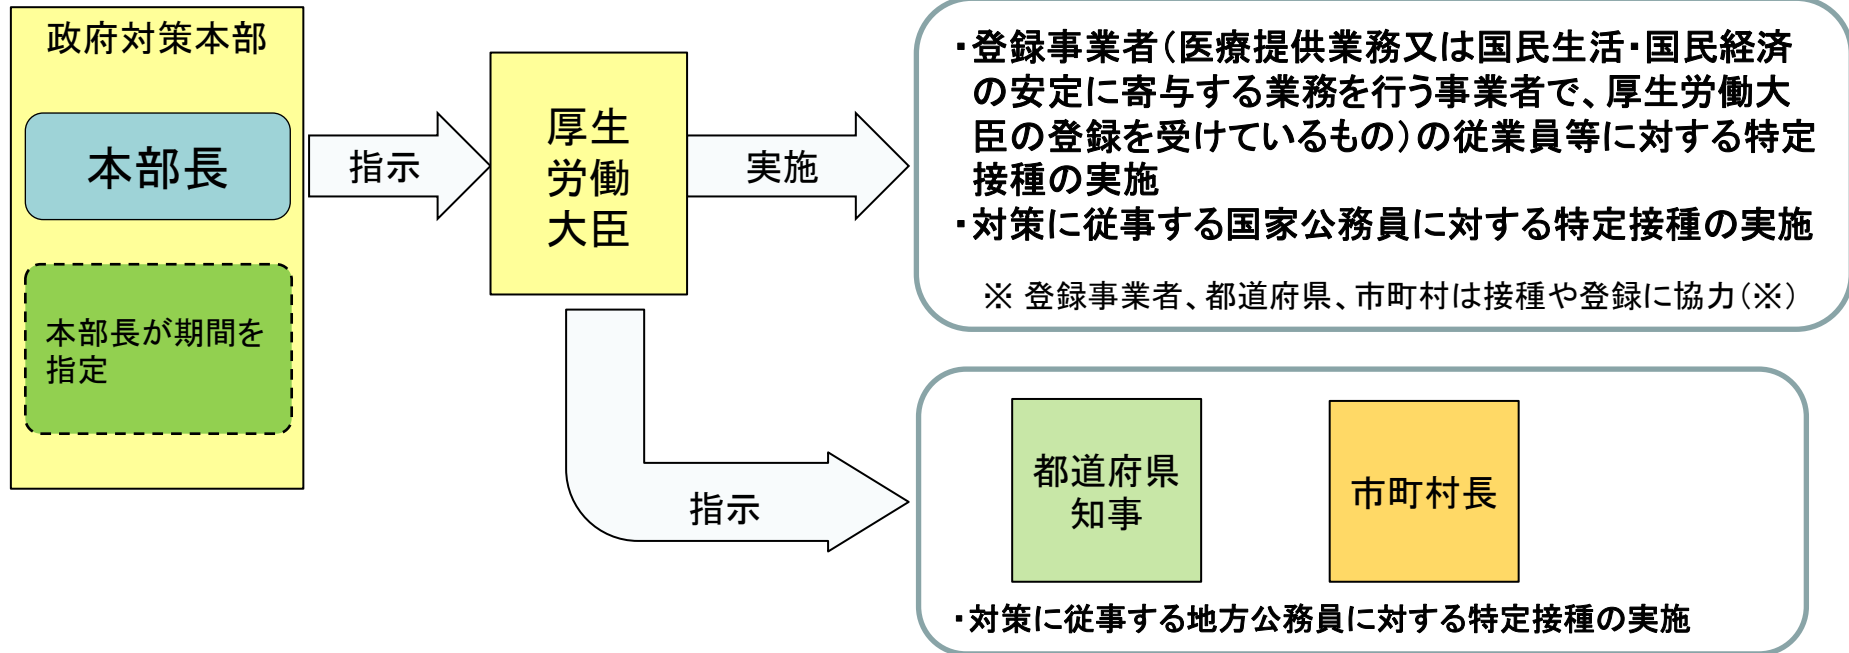 政府対策本部
本部長
本部長が期間を
指定
指示
厚生
労働
大臣
実施
・登録事業者（医療提供業務又は国民生活・国民経済
の安定に寄与する業務を行う事業者で、厚生労働大
臣の登録を受けているもの）の従業員等に対する特定
接種の実施
・対策に従事する国家公務員に対する特定接種の実施
※ 登録事業者、都道府県、市町村は接種や登録に協力（※）
指示
都道府県
知事
市町村長
・対策に従事する地方公務員に対する特定接種の実施